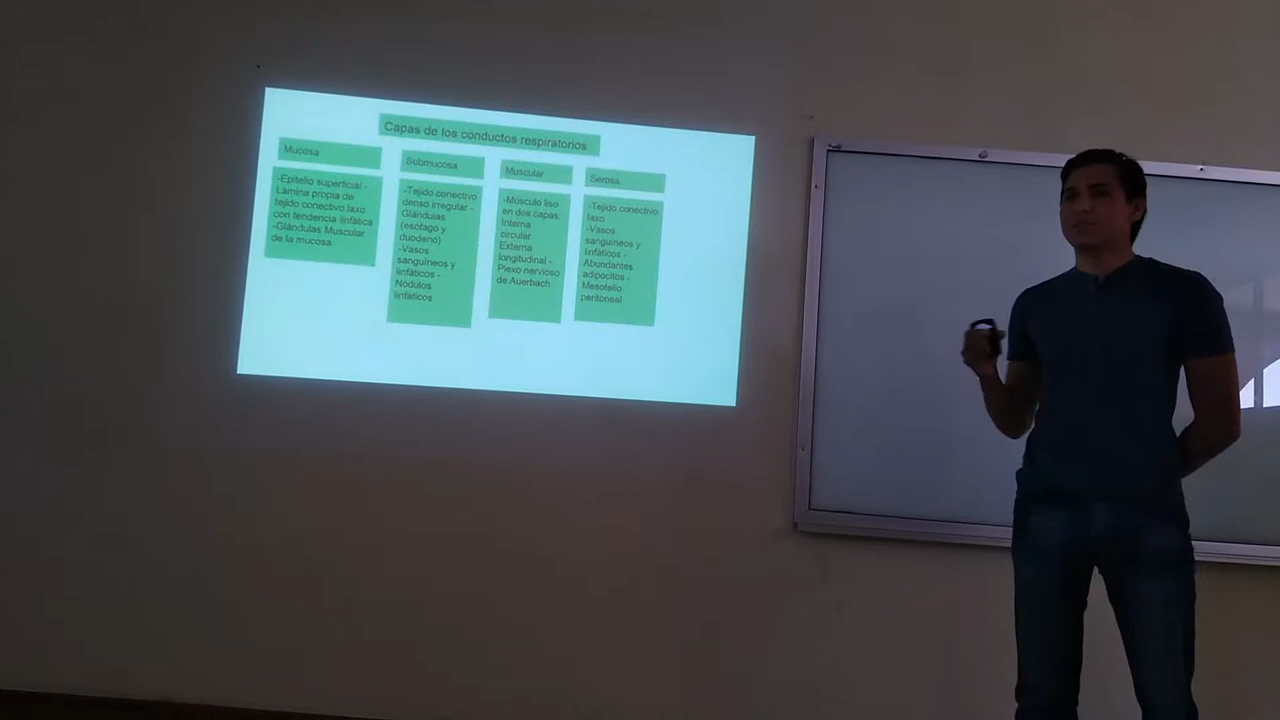 Capas de los conductos respiratorios
Mucosa
-Epitelio superficial -
Lámina propia de
tejido conectivo laxo
con tendencia linfática
-Glándulas Muscular
de la mucosa
Submucosa
-Tejido conectivo
denso irregular -
Glándulas
(esófago y
duodeno)
-Vasos
sanguíneos y
linfáticos -
Nódulos
linfáticos
Muscular
-Músculo liso
en dos capas:
Interna
circular
Externa
longitudinal -
Plexo nervioso
de Auerbach
Serosa
-Tejido conectivo
laxo
-Vasos
sanguíneos y
linfáticos -
Abundantes
adipocitos -
Mesotelio
peritoneal